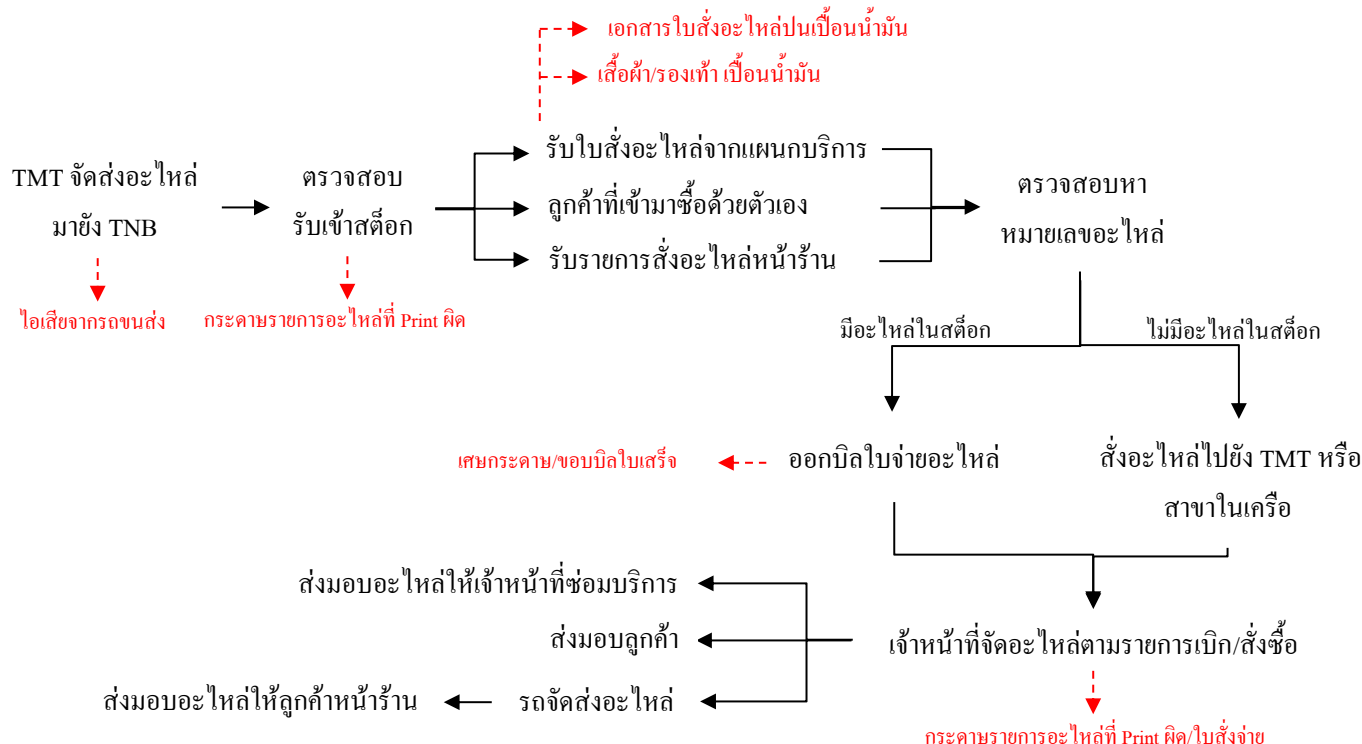 เอกสารใบสั่งอะไหล่ปนเปื้อนน้ำมัน
เสื้อผ้า/รองเท้า เปื้อนน้ำมัน
รับใบสั่งอะไหล่จากแผนกบริการ
TMT จัดส่งอะไหล่
มายัง TNB
ตรวจสอบ
รับเข้าสต็อก
ลูกค้าที่เข้ามาซื้อด้วยตัวเอง
รับรายการสั่งอะไหล่หน้าร้าน
ตรวจสอบหา
หมายเลขอะไหล่
ไอเสียจากรถขนส่ง
กระดาษรายการอะไหล่ที่ Print ผิด
มีอะไหล่ในสต็อก
ไม่มีอะไหล่ในสต็อก
เศษกระดาษ/ขอบบิลใบเสร็จ
ออกบิลใบจ่ายอะไหล่
สั่งอะไหล่ไปยัง TMT หรือ
สาขาในเครือ
ส่งมอบอะไหล่ให้เจ้าหน้าที่ซ่อมบริการ
ส่งมอบลูกค้า
เจ้าหน้าที่จัดอะไหล่ตามรายการเบิก/สั่งซื้อ
ส่งมอบอะไหล่ให้ลูกค้าหน้าร้าน
รถจัดส่งอะไหล่
กระดาษรายการอะไหล่ที่ Print ผิด/ใบสั่งจ่าย